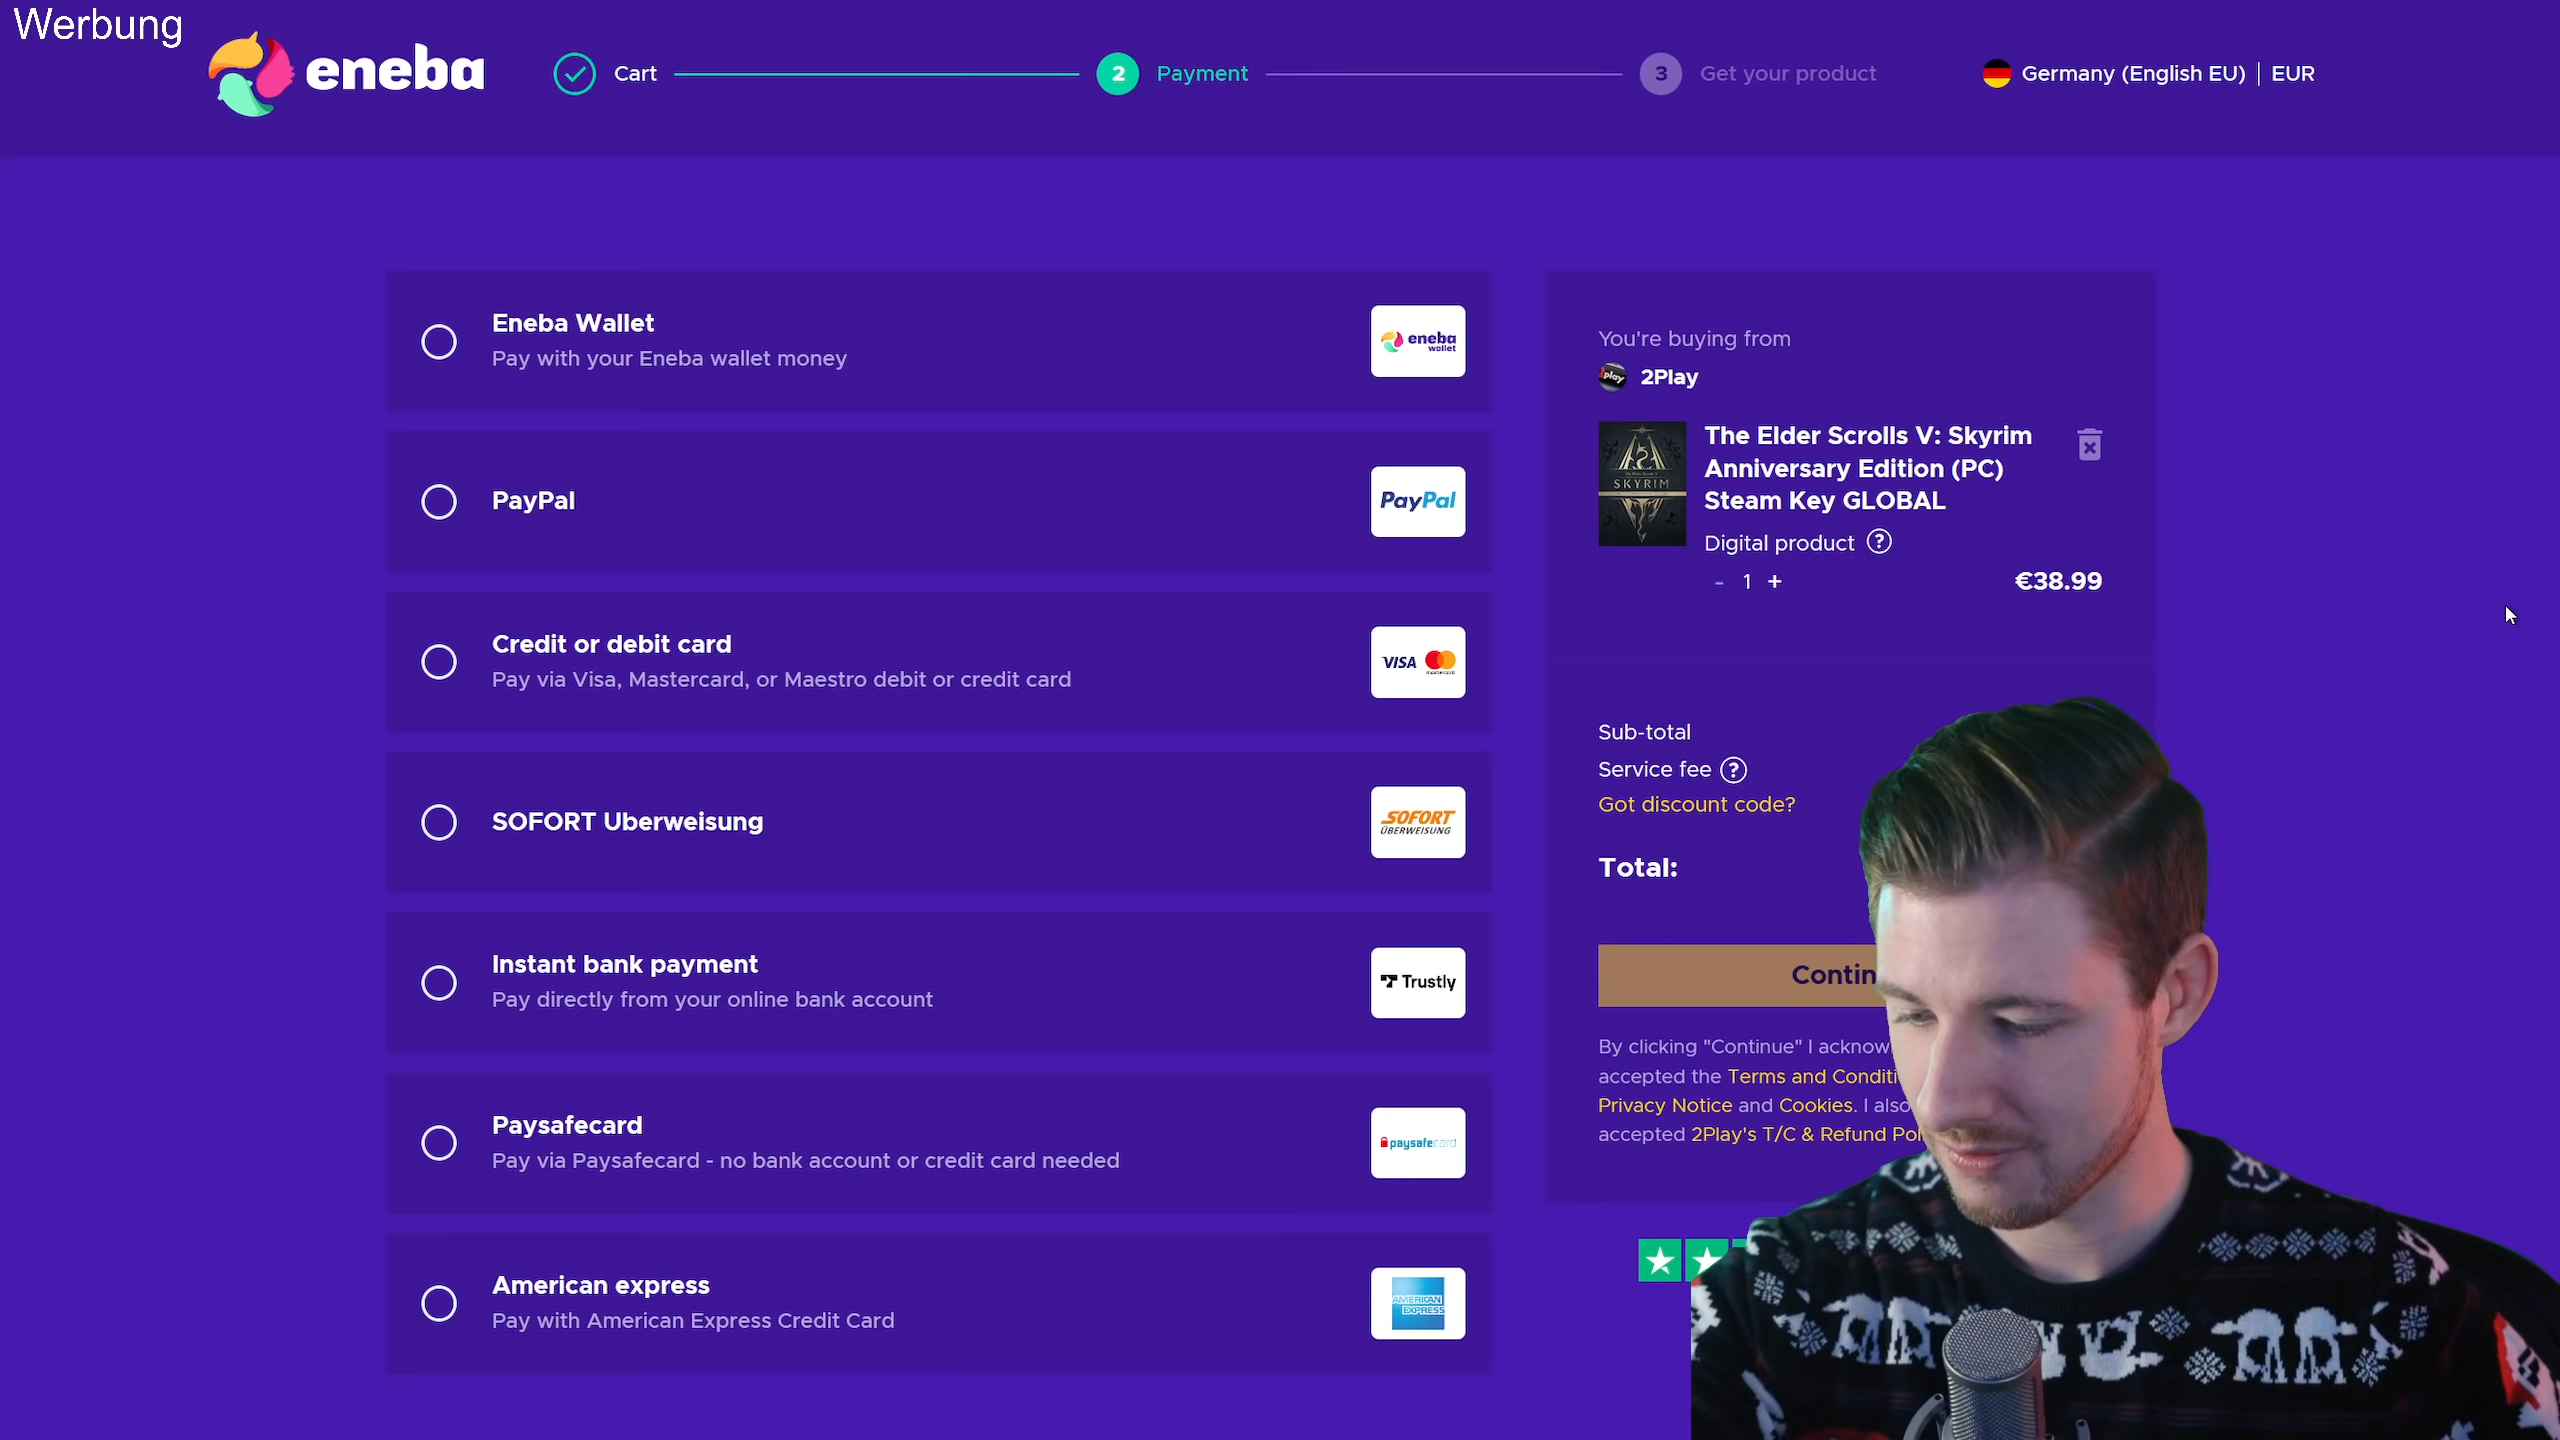 Werbung
eneba
Cart
2
Payment
3
Get your product
Germany (English EU)
EUR
Eneba Wallet
Pay with your Eneba wallet money
eneba
wallet
PayPal
PayPal
Credit or debit card
Pay via Visa, Mastercard, or Maestro debit or credit card
VISA
mastercard
SOFORT Uberweisung
SOFORT
ÜBERWEISUNG
Instant bank payment
Pay directly from your online bank account
Trustly
Paysafecard
Pay via Paysafecard - no bank account or credit card needed
paysafecard
American express
Pay with American Express Credit Card
AMERICAN
EXPRESS
You're buying from
play
2Play
SKYRIM
The Elder Scrolls V: Skyrim
Anniversary Edition (PC)
Steam Key GLOBAL
Digital product ?
- 1 +
€38.99
Sub-total
Service fee ?
Got discount code?
Total:
Contin
By clicking "Continue" I acknow
accepted the Terms and Conditi
Privacy Notice and Cookies. I also
accepted 2Play's T/C & Refund Pol